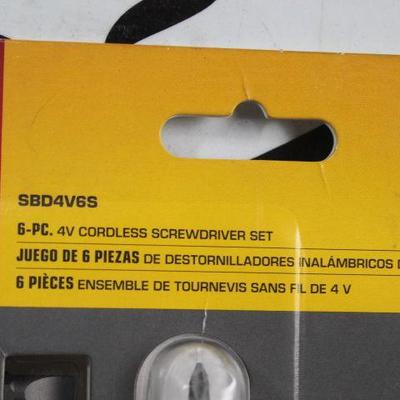 SBD4V6S
6-PC. 4V CORDLESS SCREWDRIVER SET
JUEGO DE 6 PIEZAS DE DESTORNILLADORES INALÁMBRICOS
6 PIÈCES ENSEMBLE DE TOURNEVIS SANS FIL DE 4 V